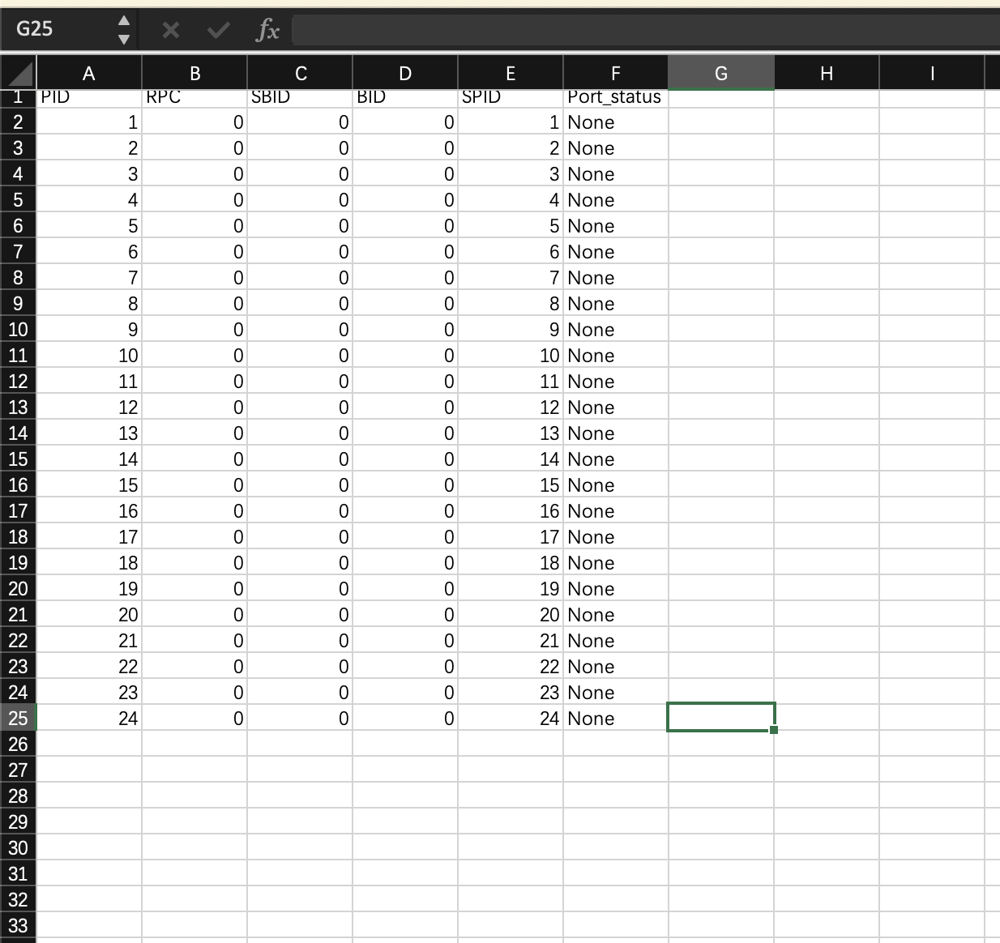 G25 fx
A B C D E F G H I
1 PID RPC SBID BID SPID Port_status
2 1 0 0 0 1 None
3 2 0 0 0 2 None
4 3 0 0 0 3 None
5 4 0 0 0 4 None
6 5 0 0 0 5 None
7 6 0 0 0 6 None
8 7 0 0 0 7 None
9 8 0 0 0 8 None
10 9 0 0 0 9 None
11 10 0 0 0 10 None
12 11 0 0 0 11 None
13 12 0 0 0 12 None
14 13 0 0 0 13 None
15 14 0 0 0 14 None
16 15 0 0 0 15 None
17 16 0 0 0 16 None
18 17 0 0 0 17 None
19 18 0 0 0 18 None
20 19 0 0 0 19 None
21 20 0 0 0 20 None
22 21 0 0 0 21 None
23 22 0 0 0 22 None
24 23 0 0 0 23 None
25 24 0 0 0 24 None
26
27
28
29
30
31
32
33